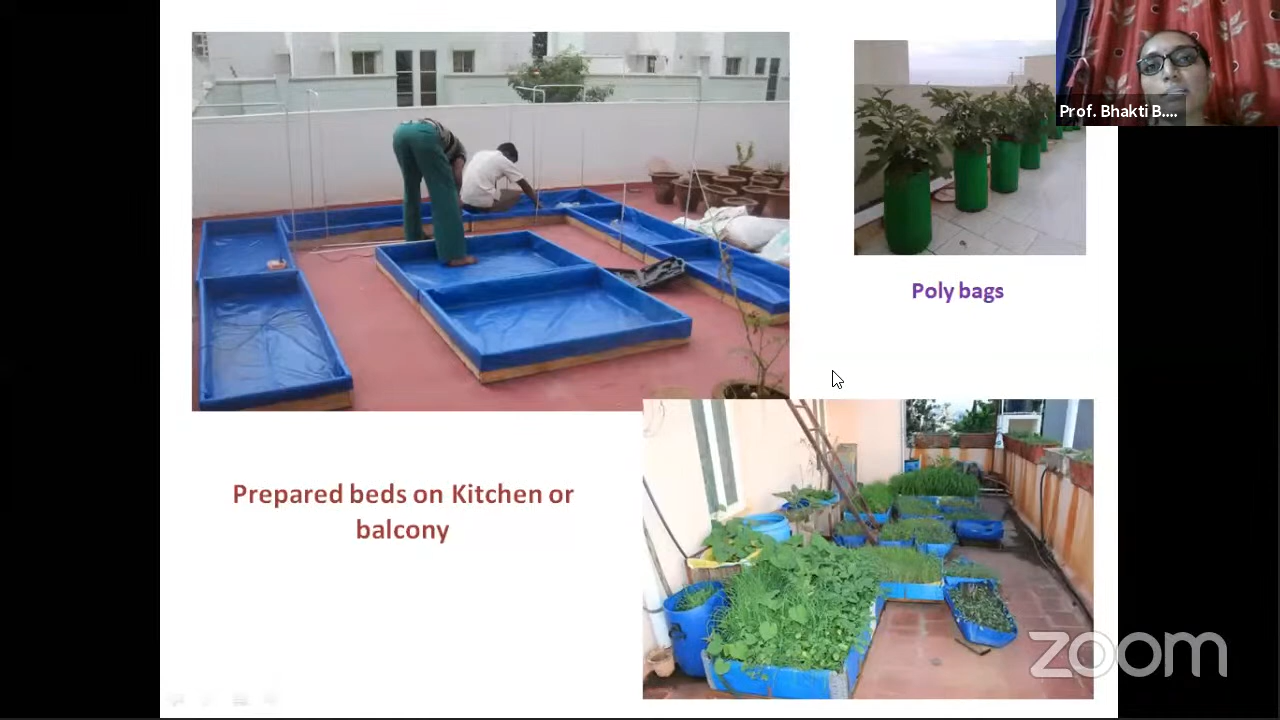 Prof. Bhakti B....
Poly bags
Prepared beds on Kitchen or
balcony
zoom